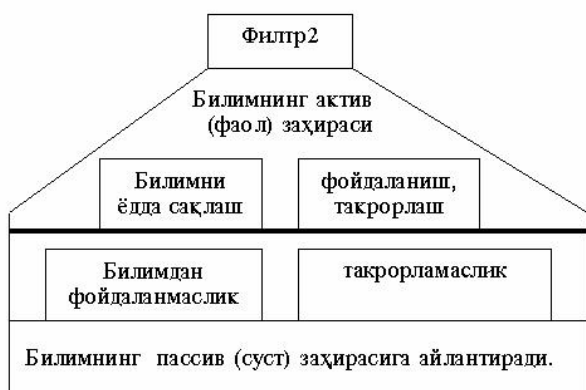 Филтр2
Билимнинг актив
(фаол) заҳираси
Билимни
ёдда сақлаш
фойдаланиш,
такрорлаш
Билимдан
фойдаланмаслик
такрорламаслик
Билимнинг пассив (суст) заҳирасига айлантиради.